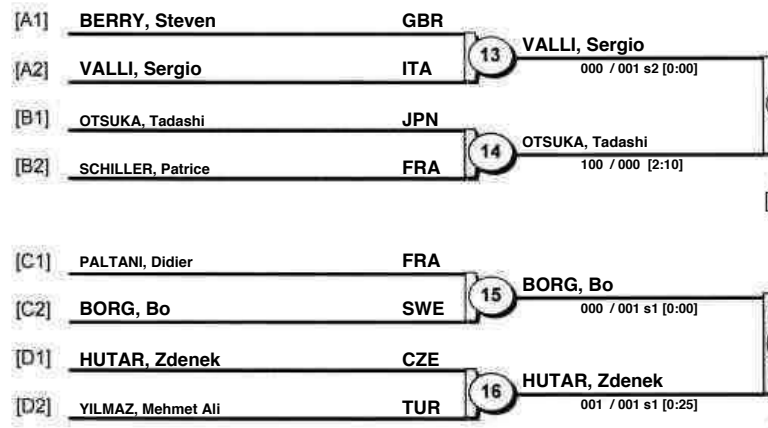 [A1] BERRY, Steven GBR
13 VALLI, Sergio
[A2] VALLI, Sergio ITA
000 / 001 s2 [0:00]
[B1] OTSUKA, Tadashi JPN
14 OTSUKA, Tadashi
[B2] SCHILLER, Patrice FRA
100 / 000 [2:10]
[C1] PALTANI, Didier FRA
15 BORG, Bo
[C2] BORG, Bo SWE
000 / 001 s1 [0:00]
[D1] HUTAR, Zdenek CZE
16 HUTAR, Zdenek
[D2] YILMAZ, Mehmet Ali TUR
001 / 001 s1 [0:25]